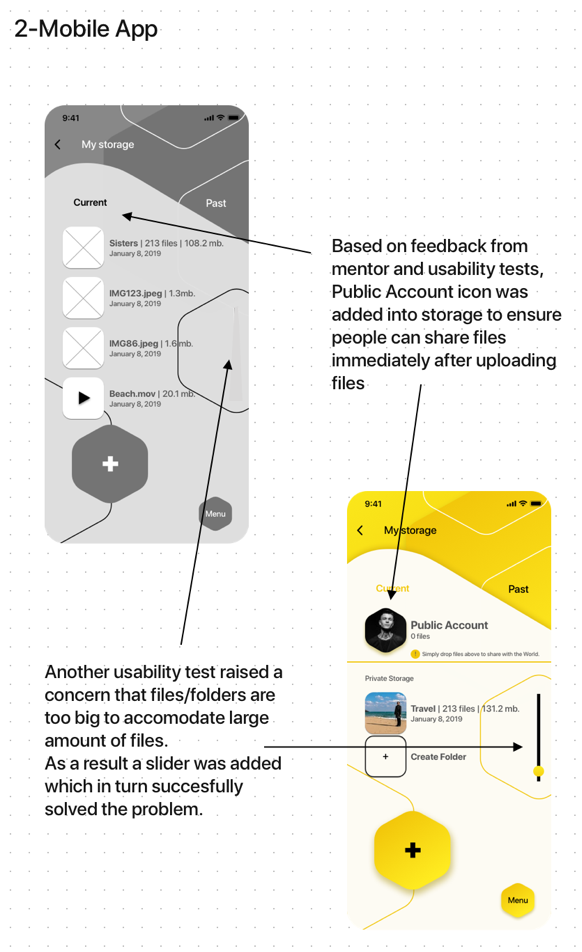 2-Mobile App
9:41
My storage
Current
Past
Sisters | 213 files | 108.2 mb.
January 8, 2019
IMG123.jpeg | 1.3mb.
January 8, 2019
IMG86.jpeg | 1.6mb.
January 8, 2019
Beach.mov | 20.1 mb.
January 8, 2019
Menu
Based on feedback from
mentor and usability tests,
Public Account icon was
added into storage to ensure
people can share files
immediately after uploading
files
9:41
My storage
Current
Past
Public Account
0 files
! Simply drop files above to share with the World.
Private Storage
Travel | 213 files | 131.2 mb.
January 8, 2019
+ Create Folder
Menu
Another usability test raised a
concern that files/folders are
too big to accomodate large
amount of files.
As a result a slider was added
which in turn succesfully
solved the problem.